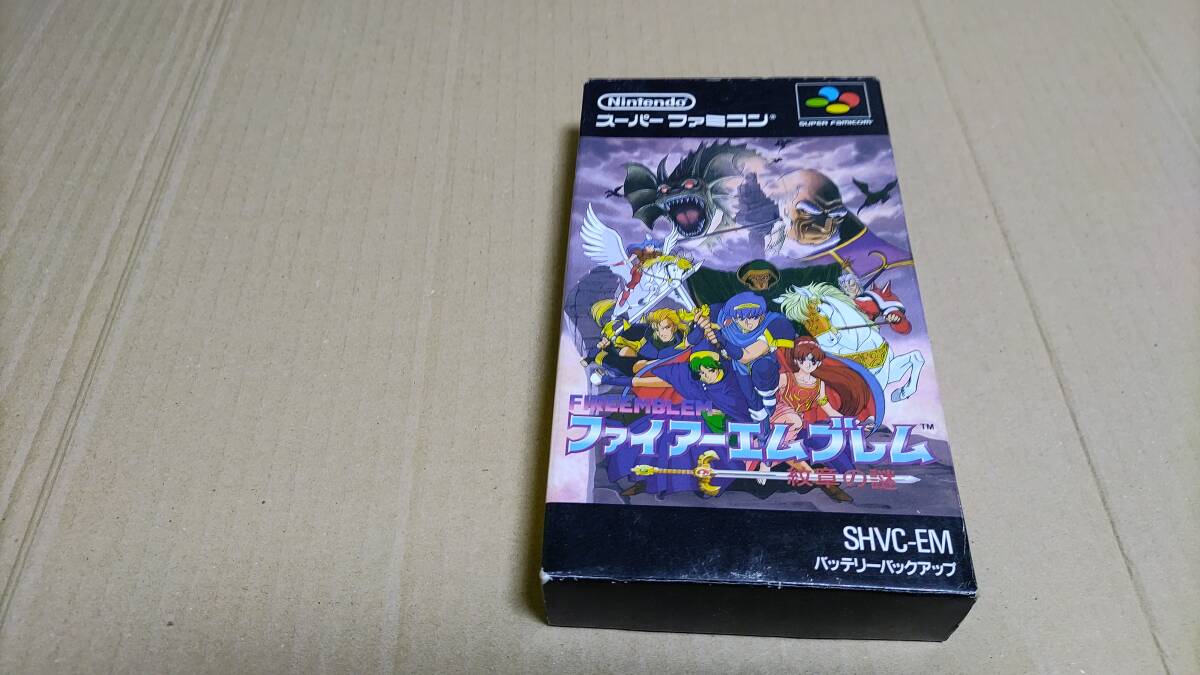 Nintendo
スーパーファミコン®
SUPER FAMICOM
FIRE EMBLEM
ファイアーエムブレム™
紋章の謎
SHVC-EM
バッテリーバックアップ